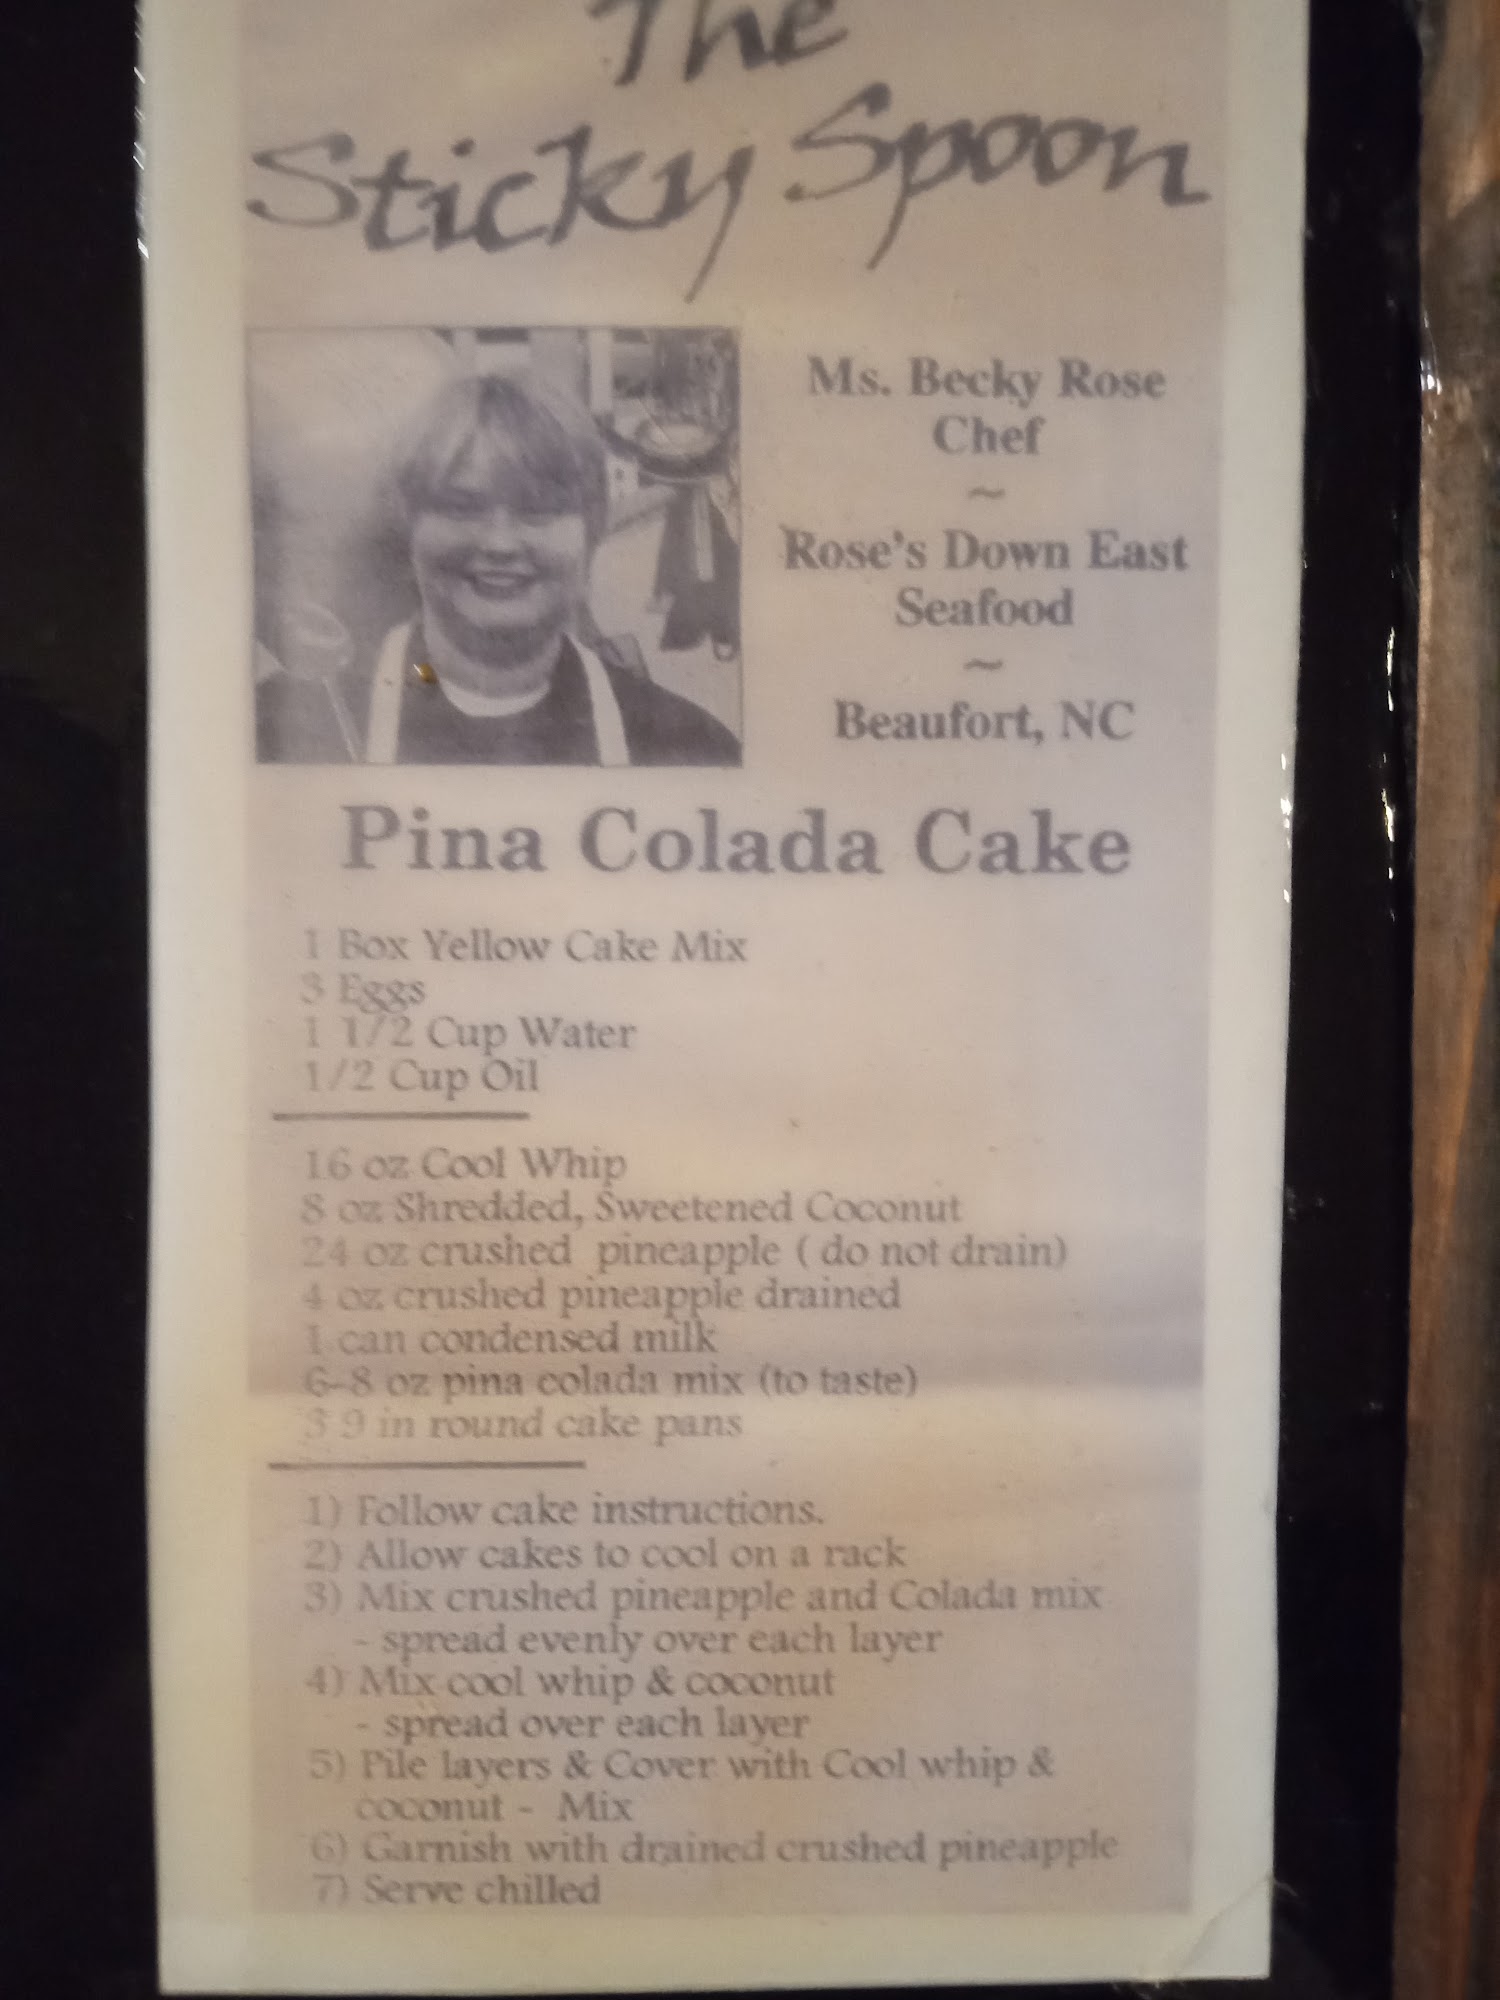 The
Sticky Spoon
Ms. Becky Rose
Chef
~
Rose's Down East
Seafood
~
Beaufort, NC
Pina Colada Cake
1 Box Yellow Cake Mix
3 Eggs
1 1/2 Cup Water
1/2 Cup Oil
16 oz Cool Whip
8 oz Shredded, Sweetened Coconut
24 oz crushed pineapple ( do not drain)
4 oz crushed pineapple drained
1 can condensed milk
6-8 oz pina colada mix (to taste)
3 9 in round cake pans
1) Follow cake instructions.
2) Allow cakes to cool on a rack
3) Mix crushed pineapple and Colada mix
- spread evenly over each layer
4) Mix cool whip & coconut
- spread over each layer
5) Pile layers & Cover with Cool whip &
coconut - Mix
6) Garnish with drained crushed pineapple
7) Serve chilled